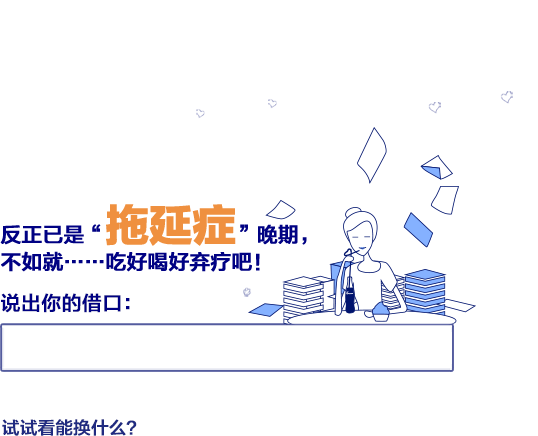 反正已是“拖延症”晚期，
不如就……吃好喝好弃疗吧！
说出你的借口：
试试看能换什么？